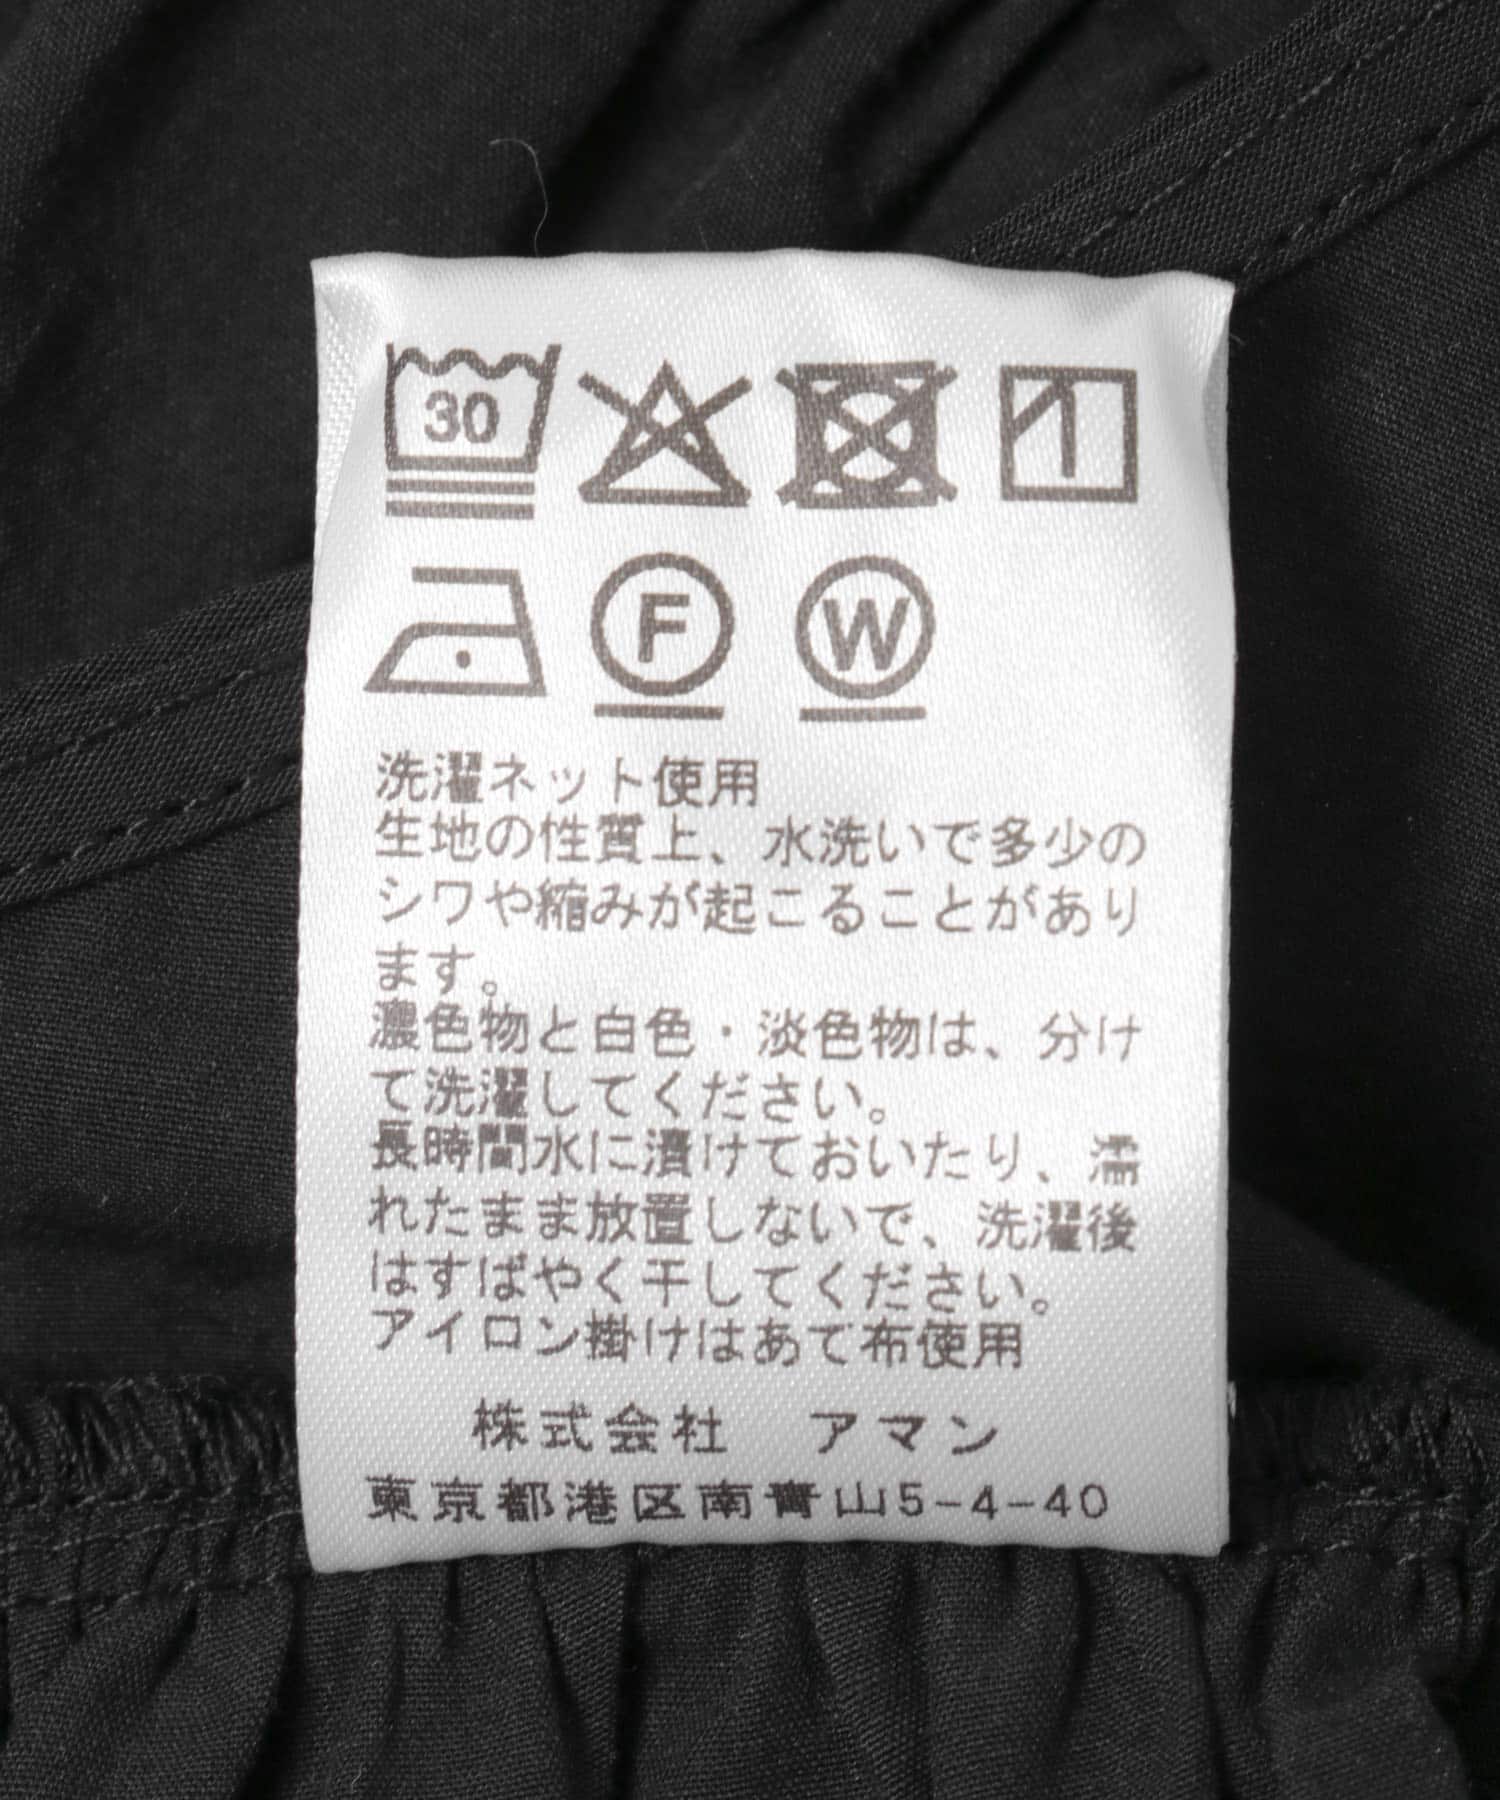 30
F W
洗濯ネット使用
生地の性質上、水洗いで多少の
シワや縮みが起こることがあり
ます。
濃色物と白色・淡色物は、分け
て洗濯してください。
長時間水に漬けておいたり、濡
れたまま放置しないで、洗濯後
はすばやく干してください。
アイロン掛けはあて布使用
株式会社 アマン
東京都港区南青山5-4-40